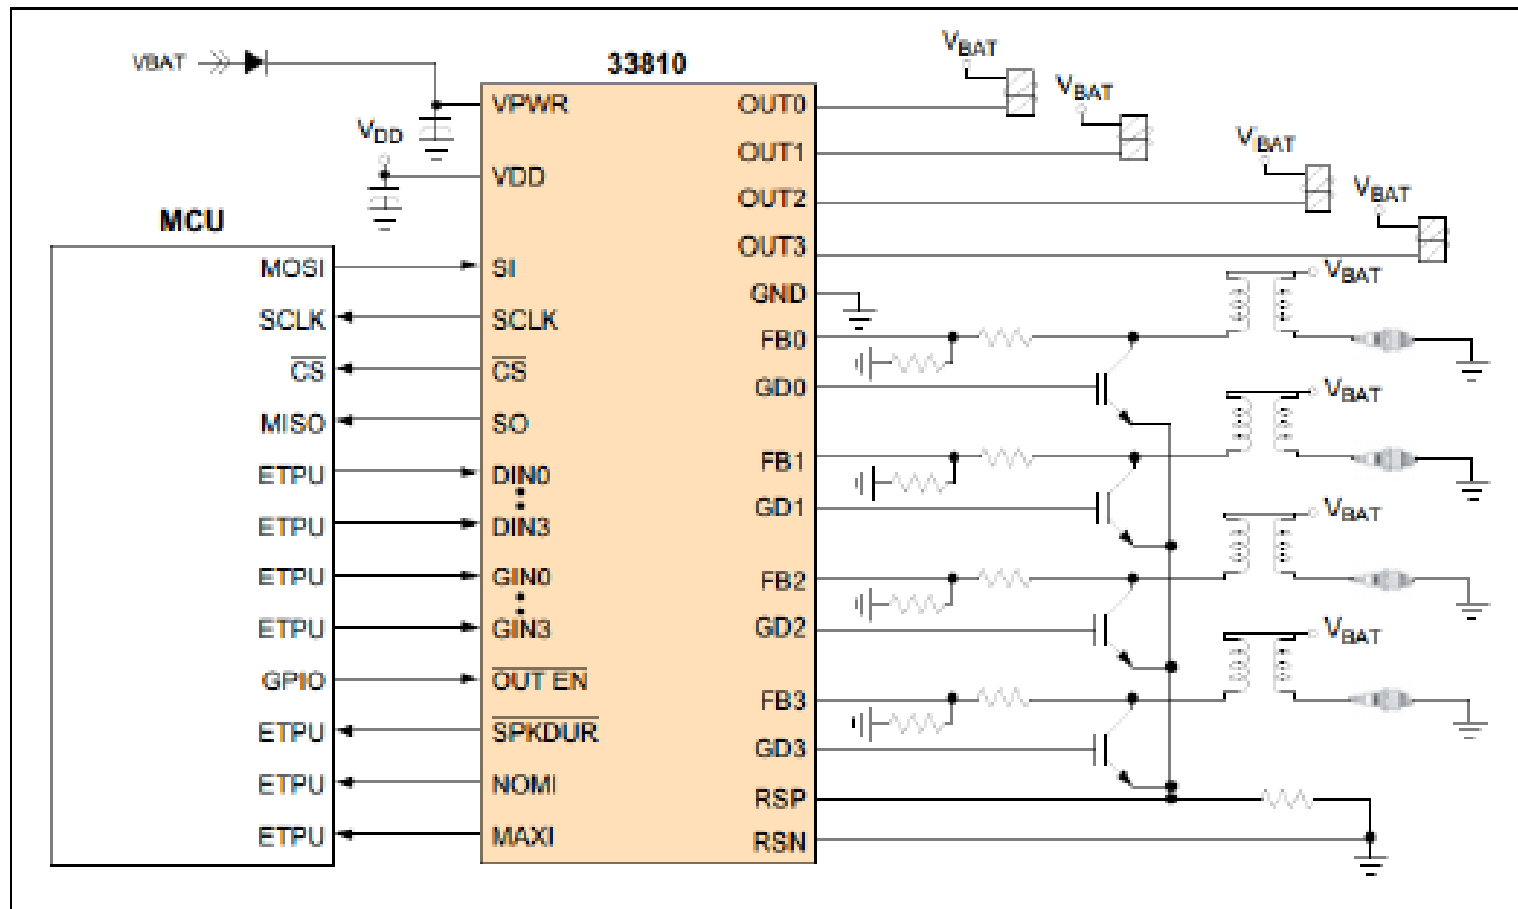 33810
VBAT
VPWR
VDD
VDD
MCU
MOSI
SI
SCLK
SCLK
CS
CS
MISO
SO
ETPU
DIN0
ETPU
DIN3
ETPU
GIN0
ETPU
GIN3
GPIO
OUT EN
ETPU
SPKDUR
ETPU
NOMI
ETPU
MAXI
OUT0
VBAT
OUT1
VBAT
OUT2
VBAT
OUT3
VBAT
GND
FB0
VBAT
GD0
FB1
VBAT
GD1
FB2
VBAT
GD2
FB3
VBAT
GD3
RSP
RSN